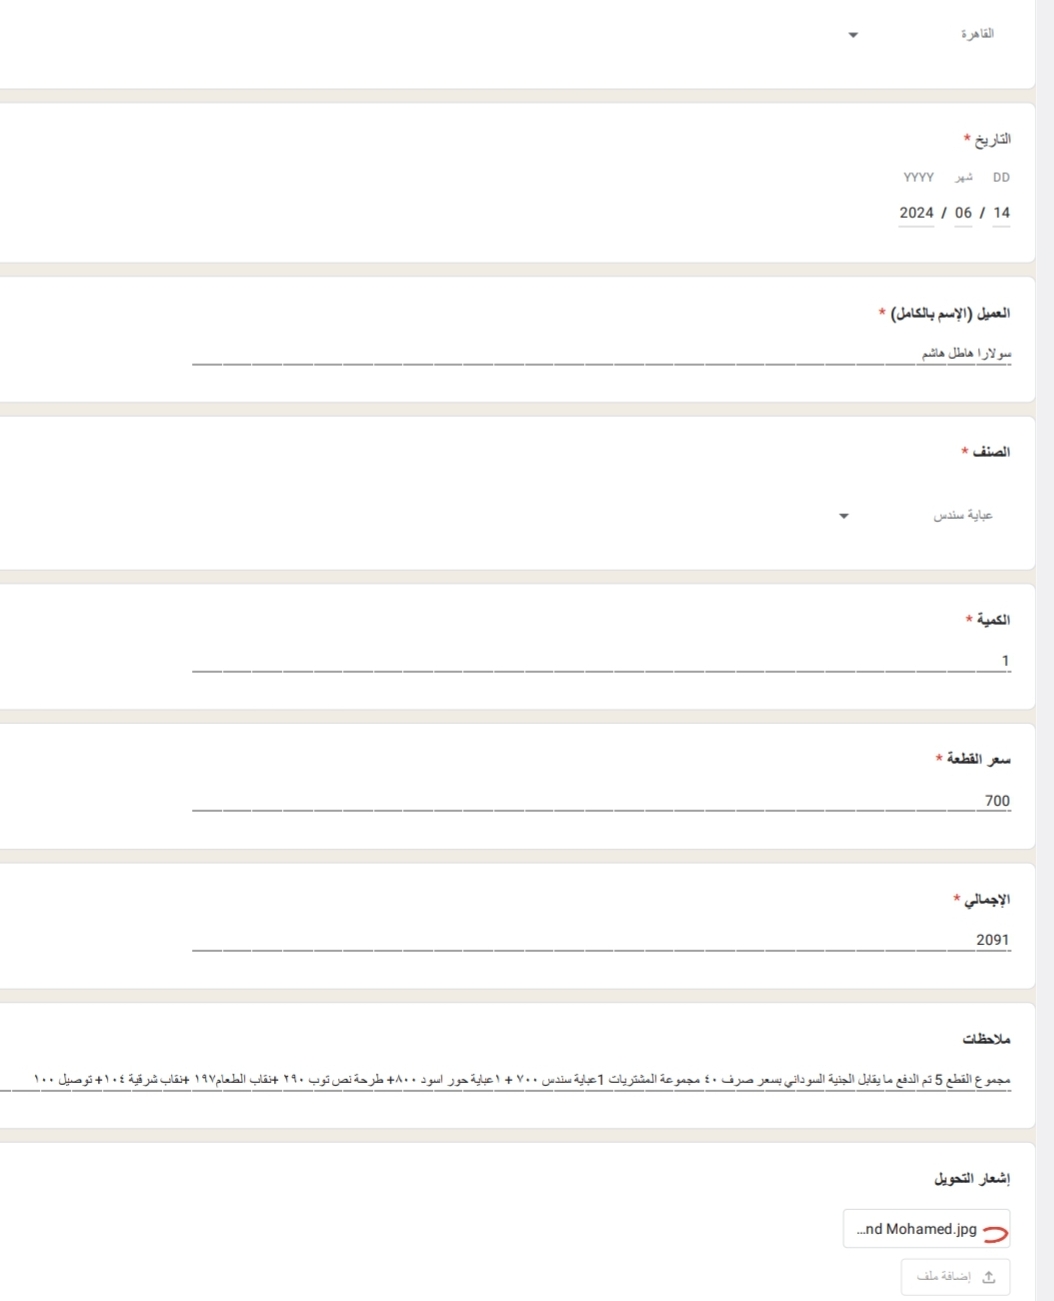 القاهرة
التاريخ *
DD شهر YYYY
14 / 06 / 2024
العميل (الإسم بالكامل) *
سولارا هاطل هاشم
الصنف *
عباية سندس
الكمية *
1
سعر القطعة *
700
الإجمالي *
2091
ملاحظات
مجموع القطع 5 تم الدفع ما يقابل الجنية السوداني بسعر صرف ٤٠ مجموعة المشتريات 1عباية سندس ٧٠٠ + ١عباية حور اسود ٨٠٠+ طرحة نص توب ٢٩٠ +نقاب الطعام١٩٧ +نقاب شرقية ١٠٤+ توصيل ١٠٠
إشعار التحويل
...nd Mohamed.jpg
إضافة ملف